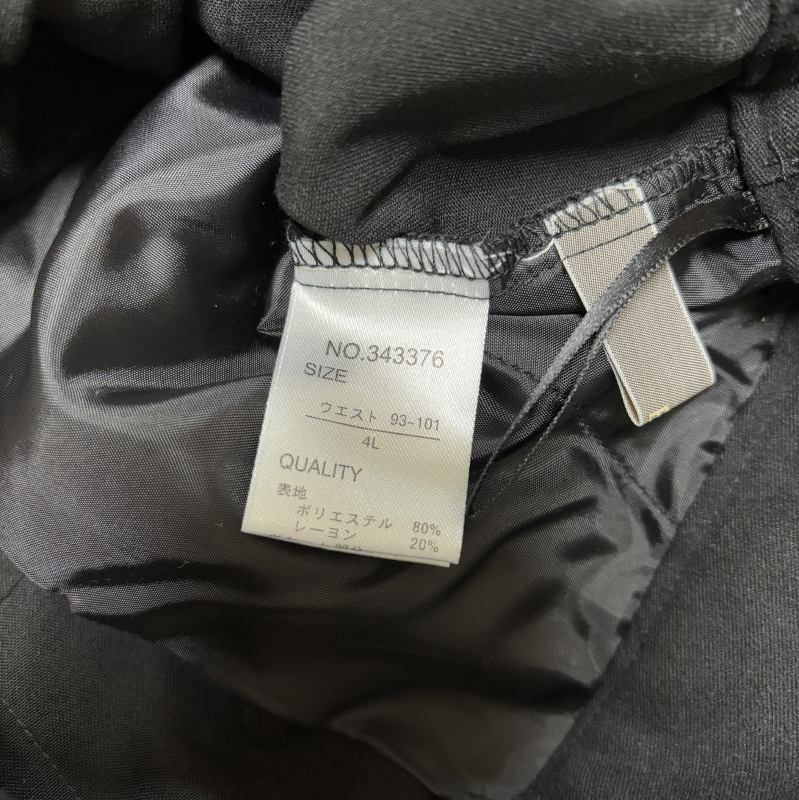 NO.343376
SIZE
ウエスト 93~101
4L
QUALITY
表地
ポリエステル 80%
レーヨン 20%